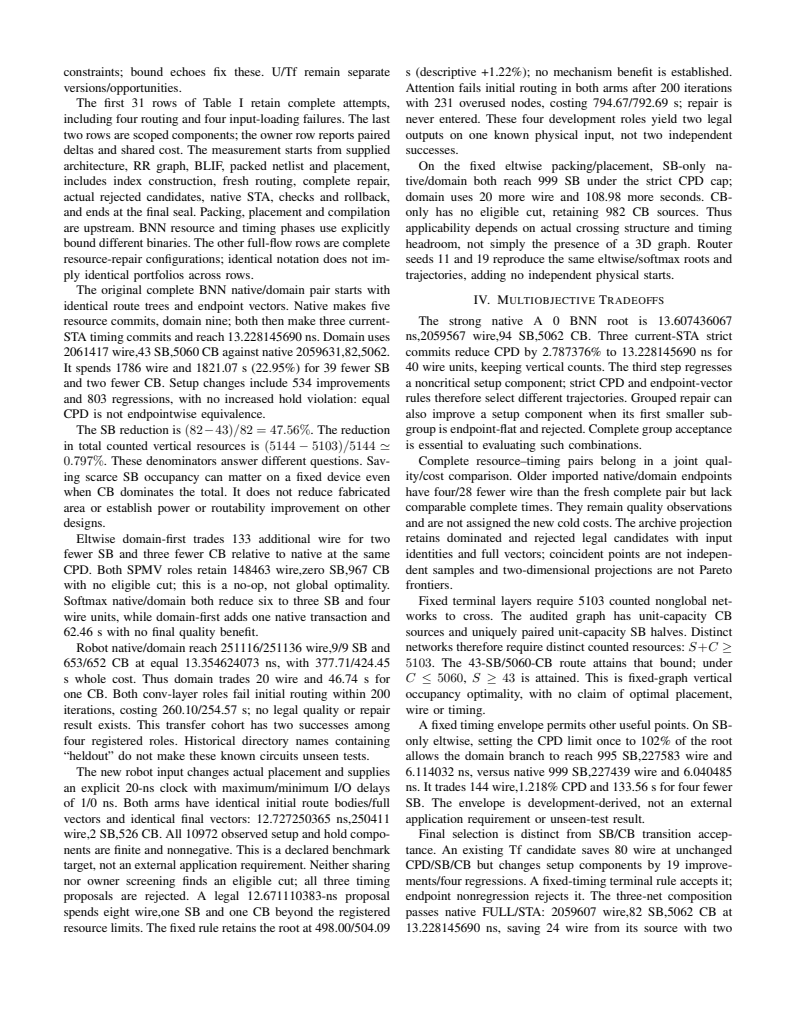 constraints; bound echoes fix these. U/Tf remain separate
versions/opportunities.
The first 31 rows of Table I retain complete attempts,
including four routing and four input-loading failures. The last
two rows are scoped components; the owner row reports paired
deltas and shared cost. The measurement starts from supplied
architecture, RR graph, BLIF, packed netlist and placement,
includes index construction, fresh routing, complete repair,
actual rejected candidates, native STA, checks and rollback,
and ends at the final seal. Packing, placement and compilation
are upstream. BNN resource and timing phases use explicitly
bound different binaries. The other full-flow rows are complete
resource-repair configurations; identical notation does not im-
ply identical portfolios across rows.
The original complete BNN native/domain pair starts with
identical route trees and endpoint vectors. Native makes five
resource commits, domain nine; both then make three current-
STA timing commits and reach 13.228145690 ns. Domain uses
2061417 wire,43 SB,5060 CB against native 2059631,82,5062.
It spends 1786 wire and 1821.07 s (22.95%) for 39 fewer SB
and two fewer CB. Setup changes include 534 improvements
and 803 regressions, with no increased hold violation: equal
CPD is not endpointwise equivalence.
The SB reduction is (82−43)/82 = 47.56%. The reduction
in total counted vertical resources is (5144 − 5103)/5144 ≃
0.797%. These denominators answer different questions. Sav-
ing scarce SB occupancy can matter on a fixed device even
when CB dominates the total. It does not reduce fabricated
area or establish power or routability improvement on other
designs.
Eltwise domain-first trades 133 additional wire for two
fewer SB and three fewer CB relative to native at the same
CPD. Both SPMV roles retain 148463 wire,zero SB,967 CB
with no eligible cut; this is a no-op, not global optimality.
Softmax native/domain both reduce six to three SB and four
wire units, while domain-first adds one native transaction and
62.46 s with no final quality benefit.
Robot native/domain reach 251116/251136 wire,9/9 SB and
653/652 CB at equal 13.354624073 ns, with 377.71/424.45
s whole cost. Thus domain trades 20 wire and 46.74 s for
one CB. Both conv-layer roles fail initial routing within 200
iterations, costing 260.10/254.57 s; no legal quality or repair
result exists. This transfer cohort has two successes among
four registered roles. Historical directory names containing
“heldout” do not make these known circuits unseen tests.
The new robot input changes actual placement and supplies
an explicit 20-ns clock with maximum/minimum I/O delays
of 1/0 ns. Both arms have identical initial route bodies/full
vectors and identical final vectors: 12.727250365 ns,250411
wire,2 SB,526 CB. All 10972 observed setup and hold compo-
nents are finite and nonnegative. This is a declared benchmark
target, not an external application requirement. Neither sharing
nor owner screening finds an eligible cut; all three timing
proposals are rejected. A legal 12.671110383-ns proposal
spends eight wire,one SB and one CB beyond the registered
resource limits. The fixed rule retains the root at 498.00/504.09
s (descriptive +1.22%); no mechanism benefit is established.
Attention fails initial routing in both arms after 200 iterations
with 231 overused nodes, costing 794.67/792.69 s; repair is
never entered. These four development roles yield two legal
outputs on one known physical input, not two independent
successes.
On the fixed eltwise packing/placement, SB-only na-
tive/domain both reach 999 SB under the strict CPD cap;
domain uses 20 more wire and 108.98 more seconds. CB-
only has no eligible cut, retaining 982 CB sources. Thus
applicability depends on actual crossing structure and timing
headroom, not simply the presence of a 3D graph. Router
seeds 11 and 19 reproduce the same eltwise/softmax roots and
trajectories, adding no independent physical starts.
IV. MULTIOBJECTIVE TRADEOFFS
The strong native A 0 BNN root is 13.607436067
ns,2059567 wire,94 SB,5062 CB. Three current-STA strict
commits reduce CPD by 2.787376% to 13.228145690 ns for
40 wire units, keeping vertical counts. The third step regresses
a noncritical setup component; strict CPD and endpoint-vector
rules therefore select different trajectories. Grouped repair can
also improve a setup component when its first smaller sub-
group is endpoint-flat and rejected. Complete group acceptance
is essential to evaluating such combinations.
Complete resource–timing pairs belong in a joint qual-
ity/cost comparison. Older imported native/domain endpoints
have four/28 fewer wire than the fresh complete pair but lack
comparable complete times. They remain quality observations
and are not assigned the new cold costs. The archive projection
retains dominated and rejected legal candidates with input
identities and full vectors; coincident points are not indepen-
dent samples and two-dimensional projections are not Pareto
frontiers.
Fixed terminal layers require 5103 counted nonglobal net-
works to cross. The audited graph has unit-capacity CB
sources and uniquely paired unit-capacity SB halves. Distinct
networks therefore require distinct counted resources: S+C ≥
5103. The 43-SB/5060-CB route attains that bound; under
C ≤ 5060, S ≥ 43 is attained. This is fixed-graph vertical
occupancy optimality, with no claim of optimal placement,
wire or timing.
A fixed timing envelope permits other useful points. On SB-
only eltwise, setting the CPD limit once to 102% of the root
allows the domain branch to reach 995 SB,227583 wire and
6.114032 ns, versus native 999 SB,227439 wire and 6.040485
ns. It trades 144 wire,1.218% CPD and 133.56 s for four fewer
SB. The envelope is development-derived, not an external
application requirement or unseen-test result.
Final selection is distinct from SB/CB transition accep-
tance. An existing Tf candidate saves 80 wire at unchanged
CPD/SB/CB but changes setup components by 19 improve-
ments/four regressions. A fixed-timing terminal rule accepts it;
endpoint nonregression rejects it. The three-net composition
passes native FULL/STA: 2059607 wire,82 SB,5062 CB at
13.228145690 ns, saving 24 wire from its source with two